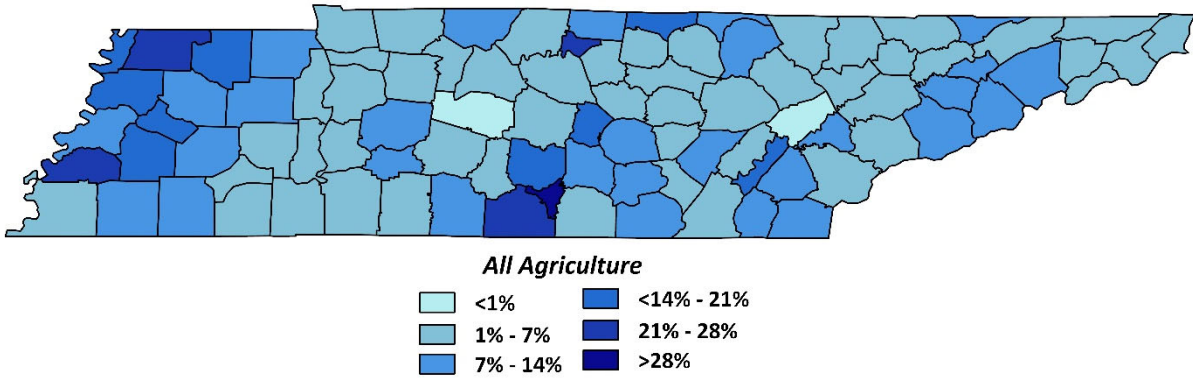 All Agriculture
<1% <14% - 21%
1% - 7% 21% - 28%
7% - 14% >28%